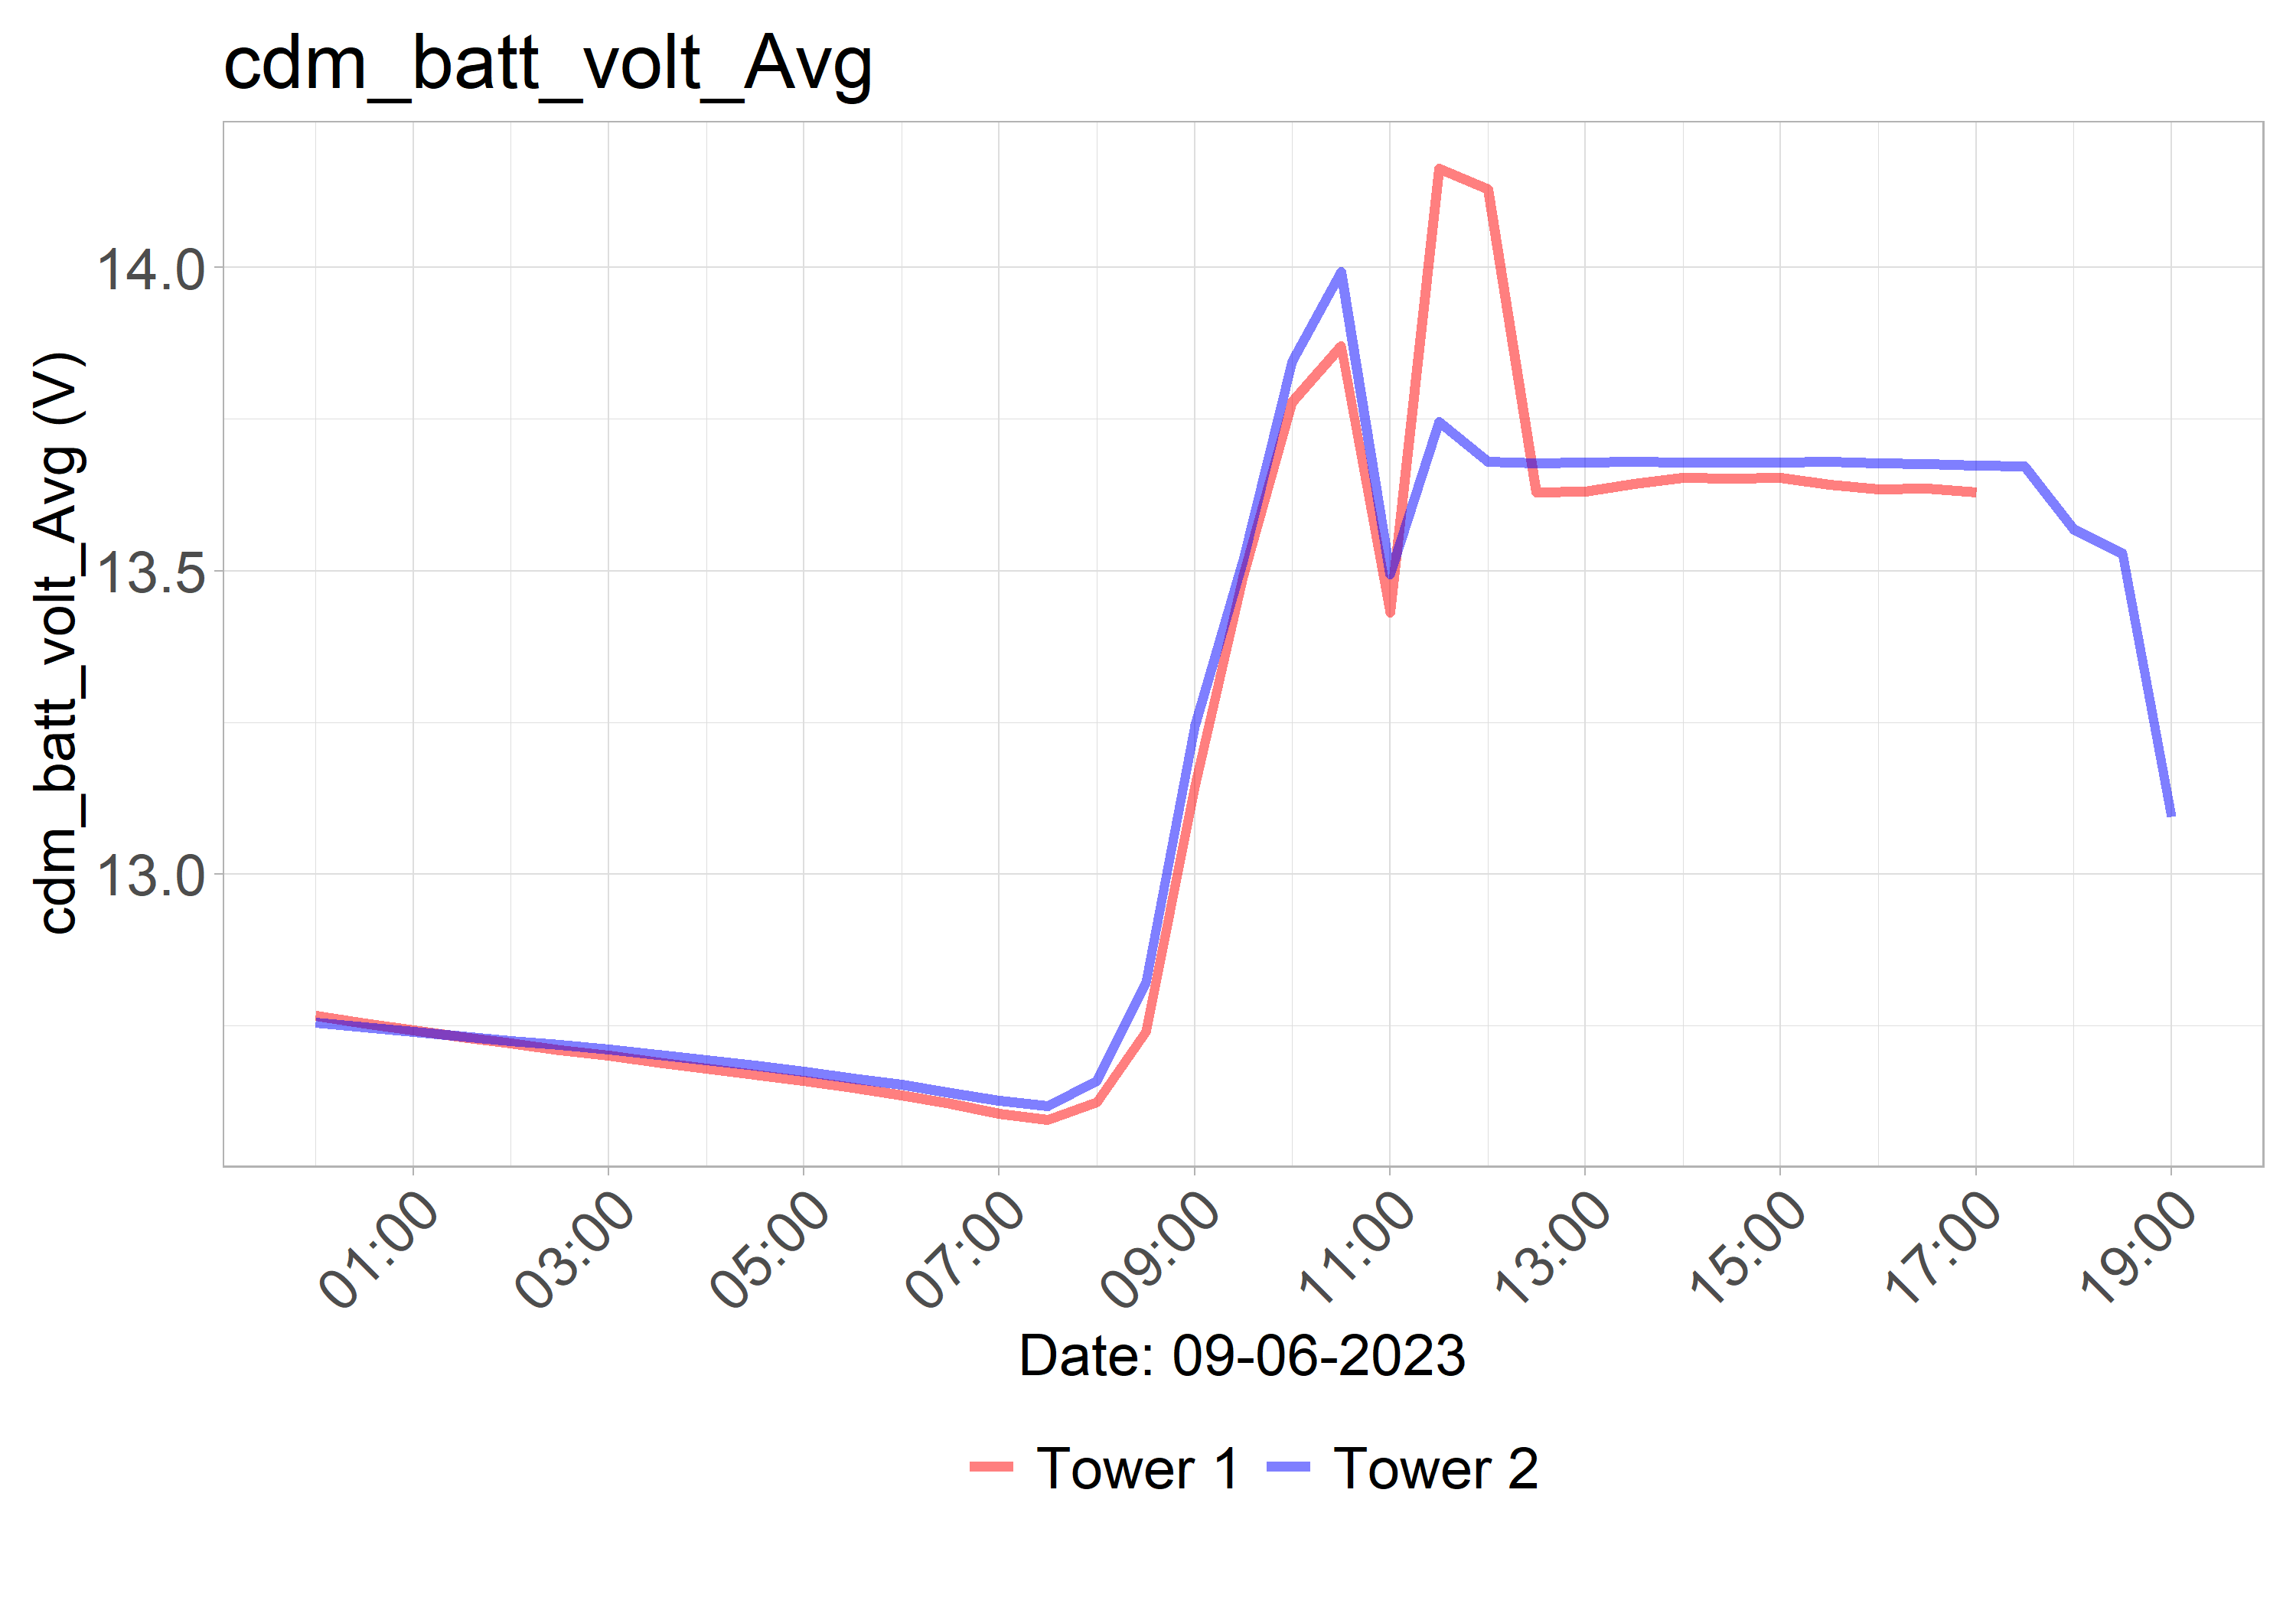 cdm_batt_volt_Avg
cdm_batt_volt_Avg (V)
14.0
13.5
13.0
01:00 03:00 05:00 07:00 09:00 11:00 13:00 15:00 17:00 19:00
Date: 09-06-2023
Tower 1 Tower 2